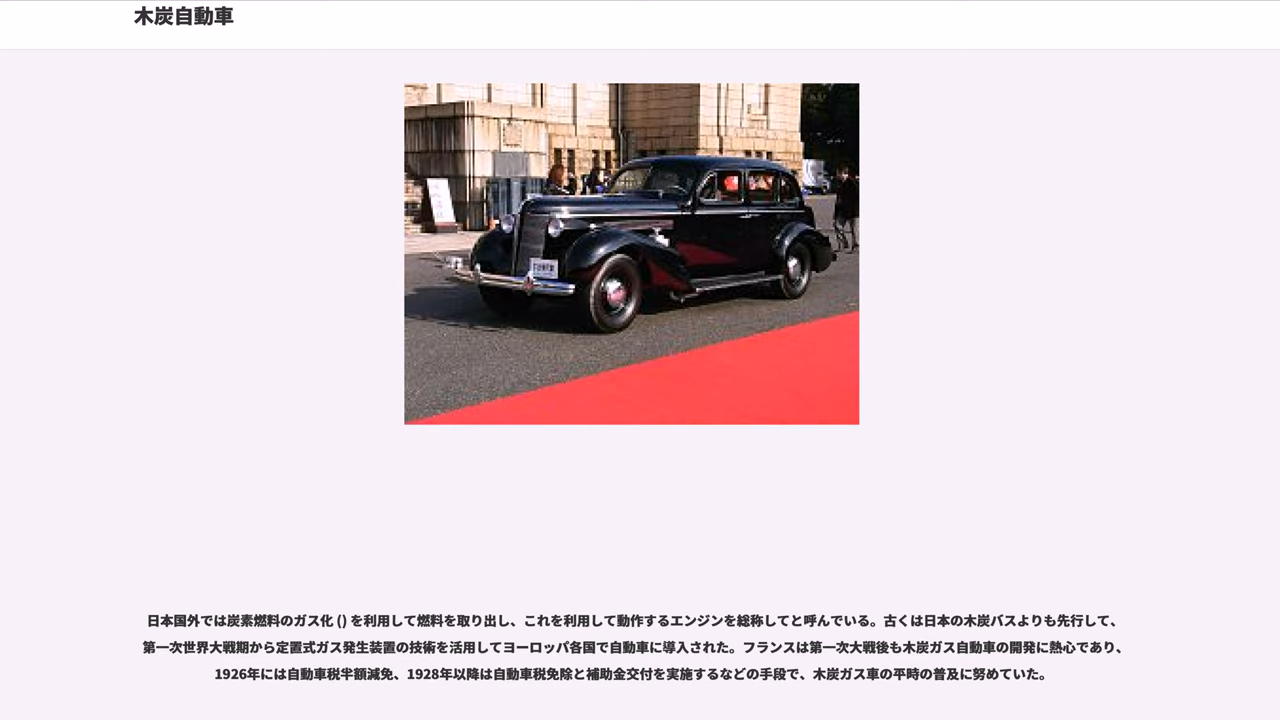 木炭自動車
日本国外では炭素燃料のガス化 () を利用して燃料を取り出し、これを利用して動作するエンジンを総称してと呼んでいる。古くは日本の木炭バスよりも先行して、
第一次世界大戦期から定置式ガス発生装置の技術を活用してヨーロッパ各国で自動車に導入された。フランスは第一次大戦後も木炭ガス自動車の開発に熱心であり、
1926年には自動車税半額減免、1928年以降は自動車税免除と補助金交付を実施するなどの手段で、木炭ガス車の平時の普及に努めていた。